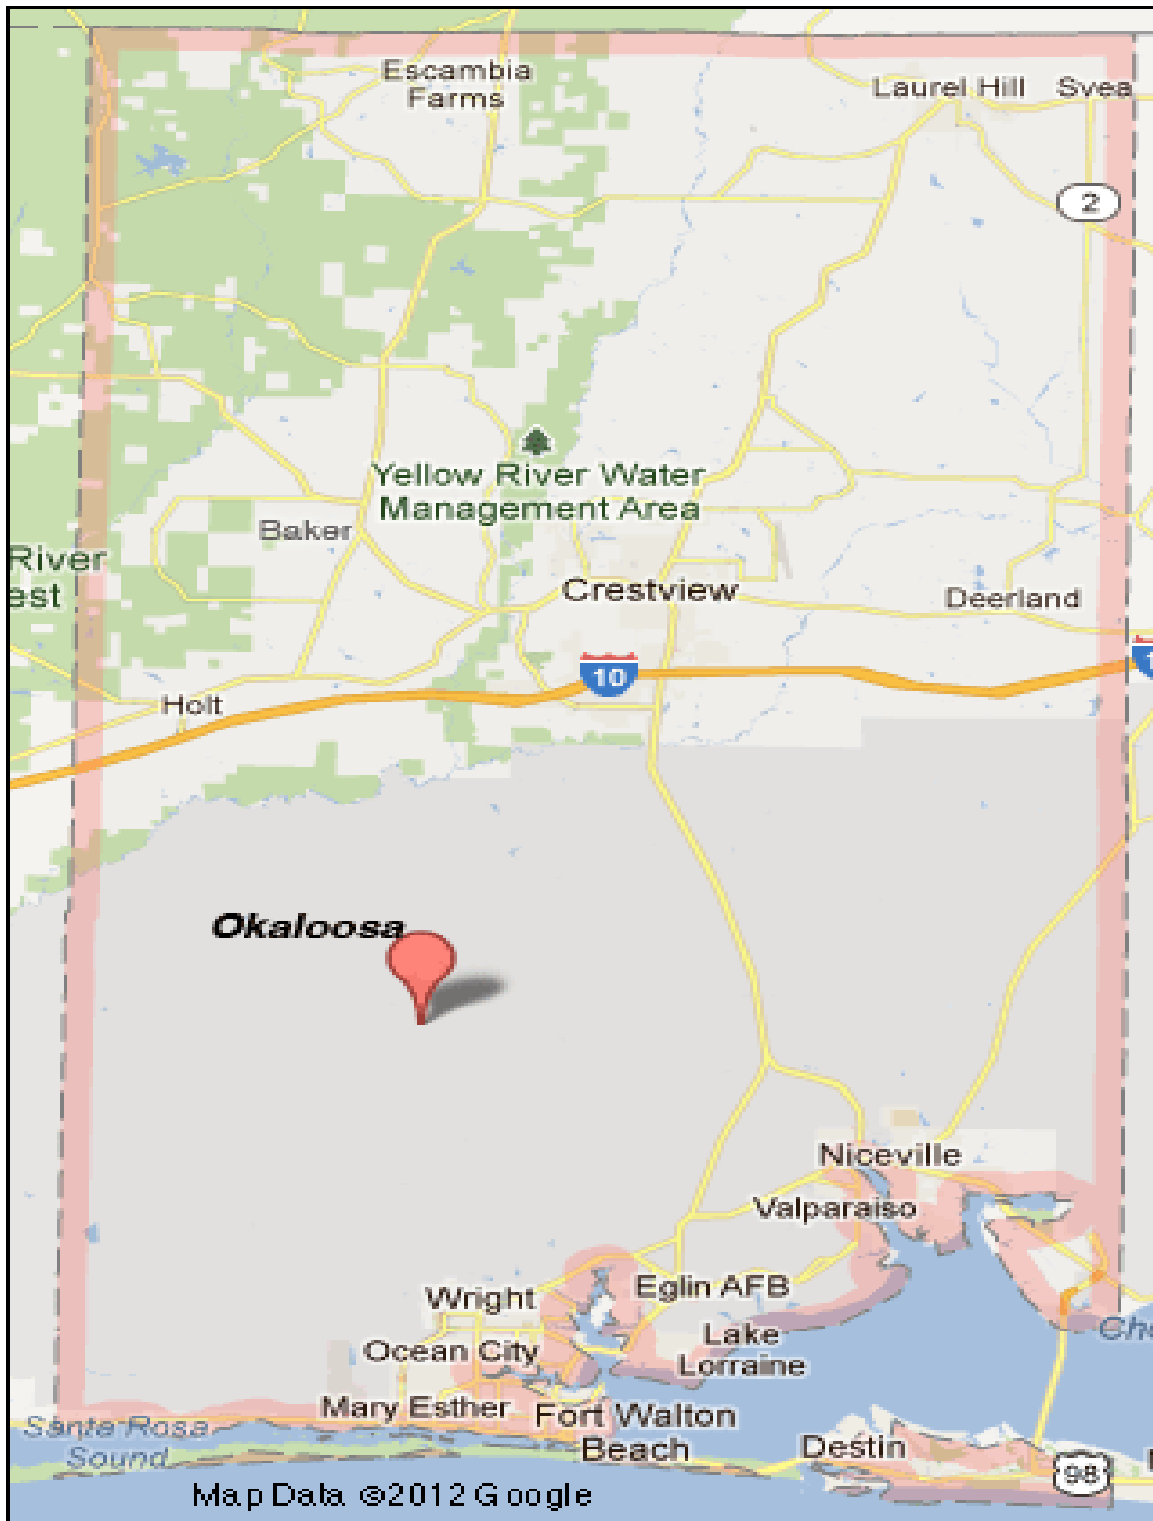 Escambia
Farms
Laurel Hill
Svea
2
Yellow River Water
Management Area
Baker
River
est
Crestview
Deerland
10
1
Holt
Okaloosa
Niceville
Valparaiso
Eglin AFB
Wright
Lake
Lorraine
Cho
Ocean City
Mary Esther
Fort Walton
Beach
Santa Rosa
Sound
Destin
98
Map Data ©2012 Google